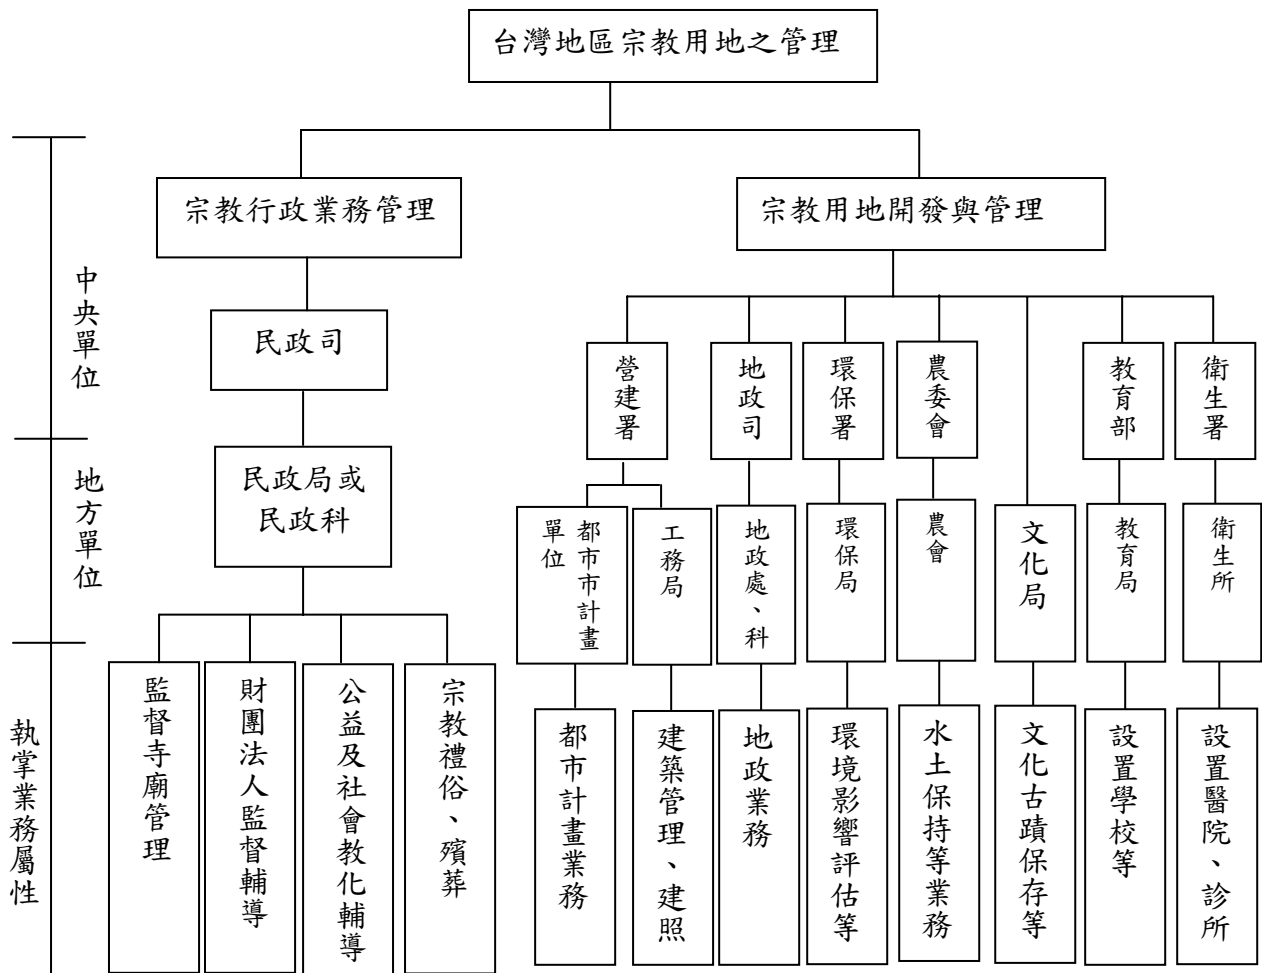 台灣地區宗教用地之管理
宗教行政業務管理
宗教用地開發與管理
中央單位
民政司
營建署
地政司
環保署
農委會
教育部
衛生署
地方單位
民政局或
民政科
都市市計畫
單位
工務局
地政處、科
環保局
農會
文化局
教育局
衛生所
執掌業務屬性
監督寺廟管理
財團法人監督輔導
公益及社會教化輔導
宗教禮俗、殯葬
都市計畫業務
建築管理、建照
地政業務
環境影響評估等
水土保持等業務
文化古蹟保存等
設置學校等
設置醫院、診所